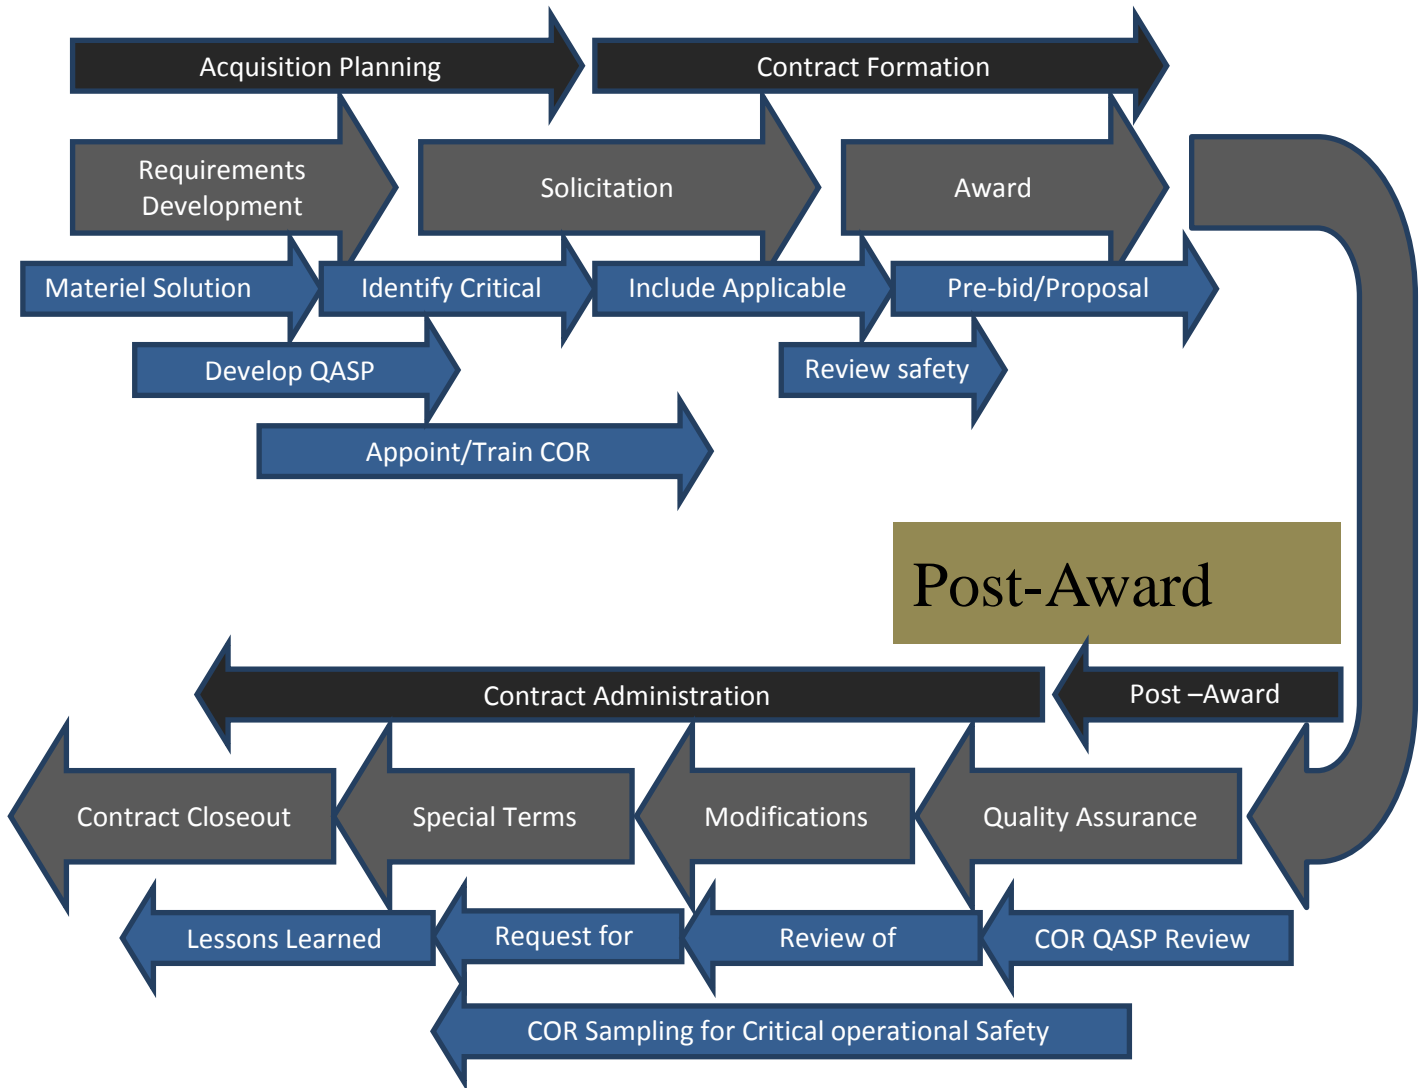 Acquisition Planning
Contract Formation
Requirements
Development
Solicitation
Award
Materiel Solution
Identify Critical
Include Applicable
Pre-bid/Proposal
Develop QASP
Review safety
Appoint/Train COR
Post-Award
Contract Administration
Post –Award
Contract Closeout
Special Terms
Modifications
Quality Assurance
Lessons Learned
Request for
Review of
COR QASP Review
COR Sampling for Critical operational Safety